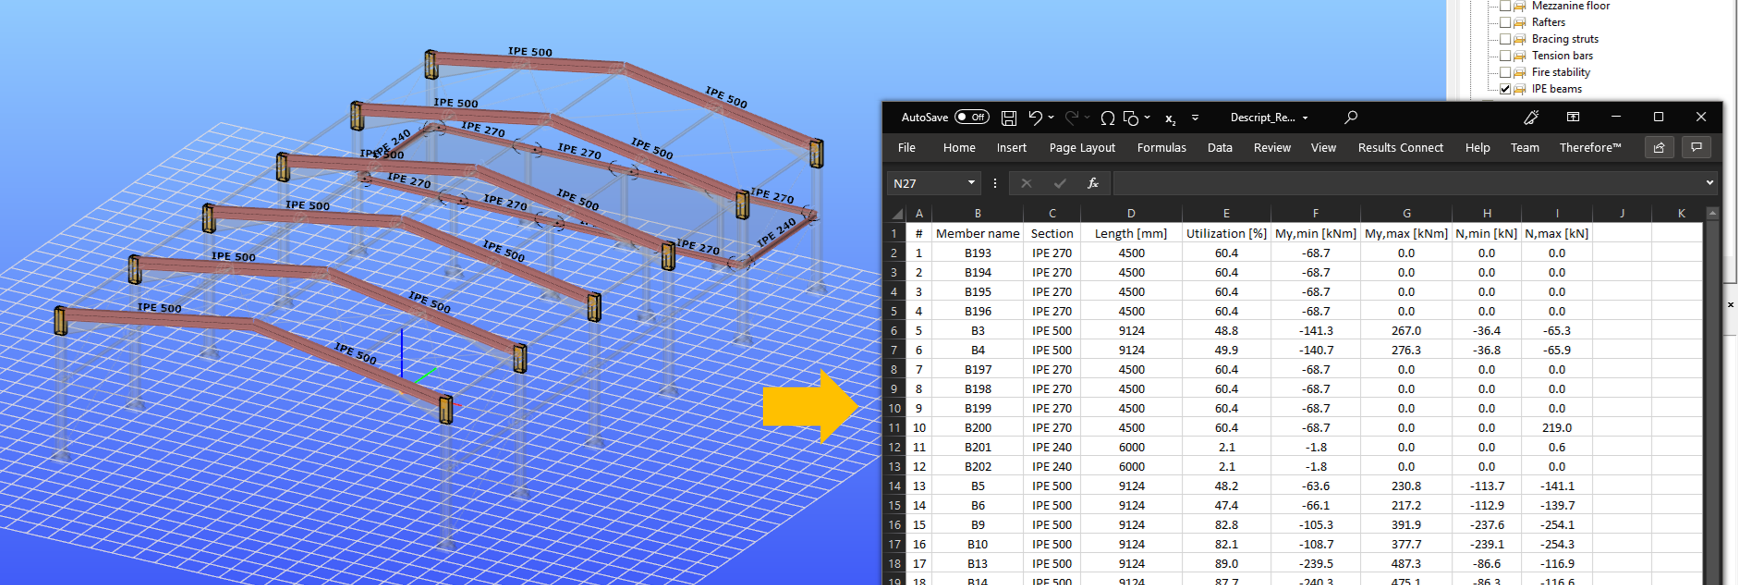 IPE 500
IPE 500
IPE 500
IPE 270
IPE 240
IPE 500
IPE 270
IPE 500
IPE 270
IPE 270
IPE 500
IPE 270
IPE 500
IPE 240
IPE 270
IPE 500
IPE 500
IPE 500
IPE 500
IPE 500
Mezzanine floor
Rafters
Bracing struts
Tension bars
Fire stability
IPE beams
AutoSave Off Descript_Re...
File Home Insert Page Layout Formulas Data Review View Results Connect Help Team Therefore™
N27 fx
A B C D E F G H I J K
1 # Member name Section Length [mm] Utilization [%] My,min [kNm] My,max [kNm] N,min [kN] N,max [kN]
2 1 B193 IPE 270 4500 60.4 -68.7 0.0 0.0 0.0
3 2 B194 IPE 270 4500 60.4 -68.7 0.0 0.0 0.0
4 3 B195 IPE 270 4500 60.4 -68.7 0.0 0.0 0.0
5 4 B196 IPE 270 4500 60.4 -68.7 0.0 0.0 0.0
6 5 B3 IPE 500 9124 48.8 -141.3 267.0 -36.4 -65.3
7 6 B4 IPE 500 9124 49.9 -140.7 276.3 -36.8 -65.9
8 7 B197 IPE 270 4500 60.4 -68.7 0.0 0.0 0.0
9 8 B198 IPE 270 4500 60.4 -68.7 0.0 0.0 0.0
10 9 B199 IPE 270 4500 60.4 -68.7 0.0 0.0 0.0
11 10 B200 IPE 270 4500 60.4 -68.7 0.0 0.0 219.0
12 11 B201 IPE 240 6000 2.1 -1.8 0.0 0.0 0.6
13 12 B202 IPE 240 6000 2.1 -1.8 0.0 0.0 0.0
14 13 B5 IPE 500 9124 48.2 -63.6 230.8 -113.7 -141.1
15 14 B6 IPE 500 9124 47.4 -66.1 217.2 -112.9 -139.7
16 15 B9 IPE 500 9124 82.8 -105.3 391.9 -237.6 -254.1
17 16 B10 IPE 500 9124 82.1 -108.7 377.7 -239.1 -254.3
18 17 B13 IPE 500 9124 89.0 -239.5 487.3 -86.6 -116.9
19 18 B14 IPE 500 9124 87.7 -240.3 475.1 -86.3 -116.6